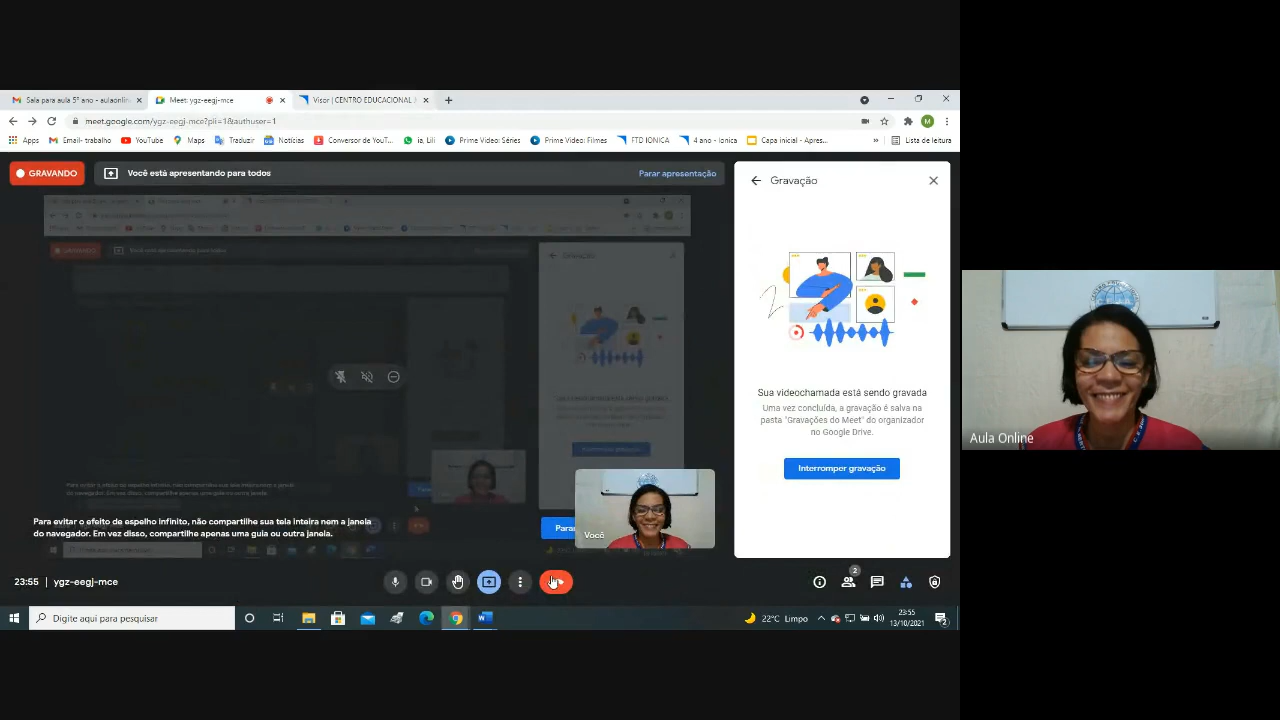 Sala para aula 5º ano - aulaonlin
Meet: ygz-eegj-mce
Visor | CENTRO EDUCACIONAL
meet.google.com/ygz-eegj-mce?pli=1&authuser=1
M
Apps
Email- trabalho
YouTube
Maps
Traduzir
Notícias
Conversor de YouT...
ia, Lili
Prime Video: Séries
Prime Video: Filmes
FTD IONICA
4 ano - ionica
Capa inicial - Apres...
»
Lista de leitura
GRAVANDO
Você está apresentando para todos
Parar apresentação
Gravação
Sua videochamada está sendo gravada
Uma vez concluída, a gravação é salva na
pasta "Gravações do Meet" do organizador
no Google Drive.
Interromper gravação
Aula Online
Para evitar o efeito de espelho infinito, não compartilhe sua tela inteira nem a janela
do navegador. Em vez disso, compartilhe apenas uma guia ou outra janela.
Você
23:55
ygz-eegj-mce
2
Digite aqui para pesquisar
22°C Limpo
23:55
13/10/2021
2